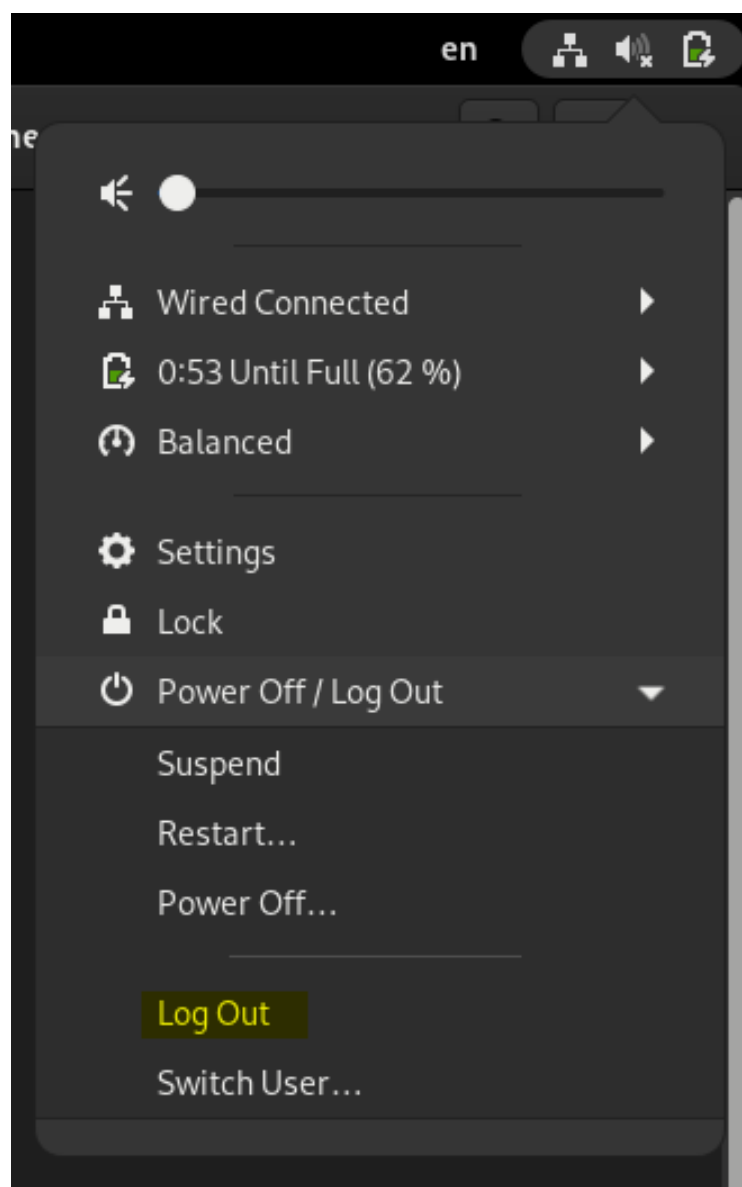 en
ne
Wired Connected
0:53 Until Full (62 %)
Balanced
Settings
Lock
Power Off / Log Out
Suspend
Restart…
Power Off…
Log Out
Switch User…